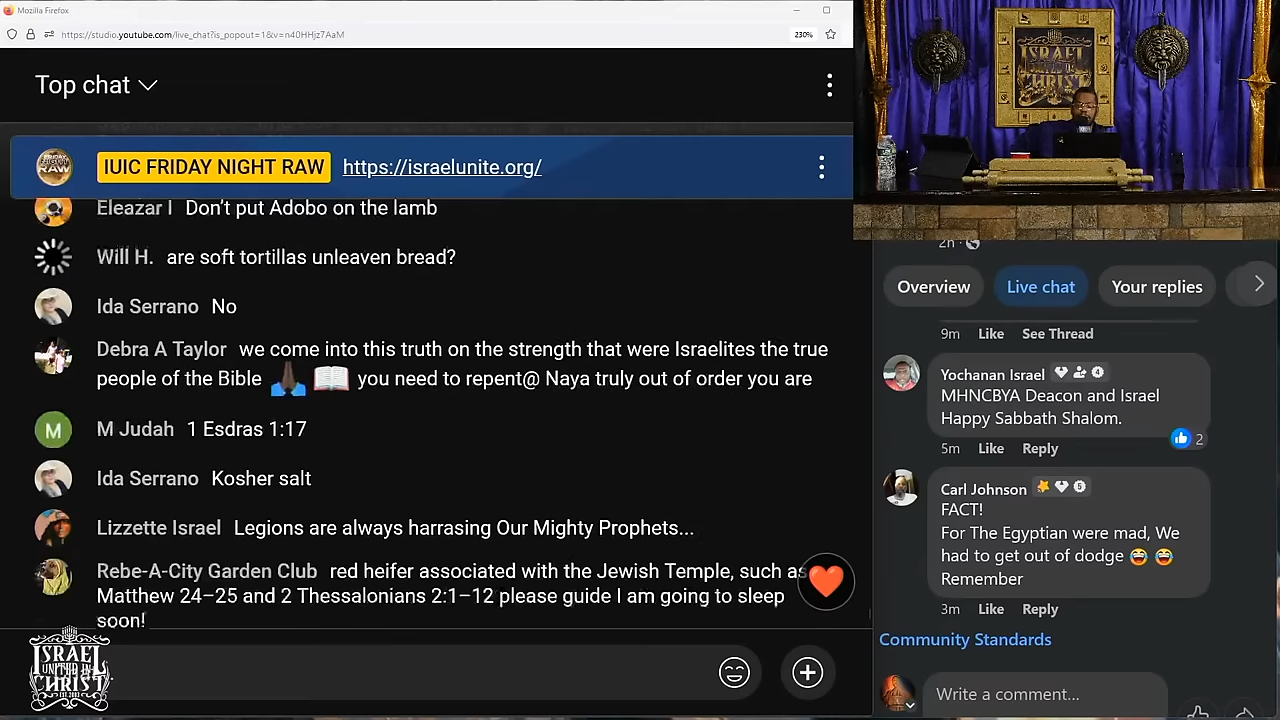 Mozilla Firefox
https://studio.youtube.com/live_chat?is_popout=1&v=n40HHjz7AaM
230%
Top chat
IUIC FRIDAY NIGHT RAW https://israelunite.org/
Eleazar I Don't put Adobo on the lamb
Will H. are soft tortillas unleaven bread?
Ida Serrano No
Debra A Taylor we come into this truth on the strength that were Israelites the true
people of the Bible 🙏🏿 📖 you need to repent@ Naya truly out of order you are
M
M Judah 1 Esdras 1:17
Ida Serrano Kosher salt
Lizzette Israel Legions are always harrasing Our Mighty Prophets...
Rebe-A-City Garden Club red heifer associated with the Jewish Temple, such as
Matthew 24–25 and 2 Thessalonians 2:1–12 please guide I am going to sleep
soon!
ISRAEL
UNITED IN
CHRIST
EST. 2003
ISRAEL
UNITED IN
CHRIST
2h
Overview Live chat Your replies
9m Like See Thread
Yochanan Israel
MHNCBYA Deacon and Israel
Happy Sabbath Shalom.
2
5m Like Reply
Carl Johnson
FACT!
For The Egyptian were mad, We
had to get out of dodge 😂 😂
Remember
3m Like Reply
Community Standards
Write a comment...